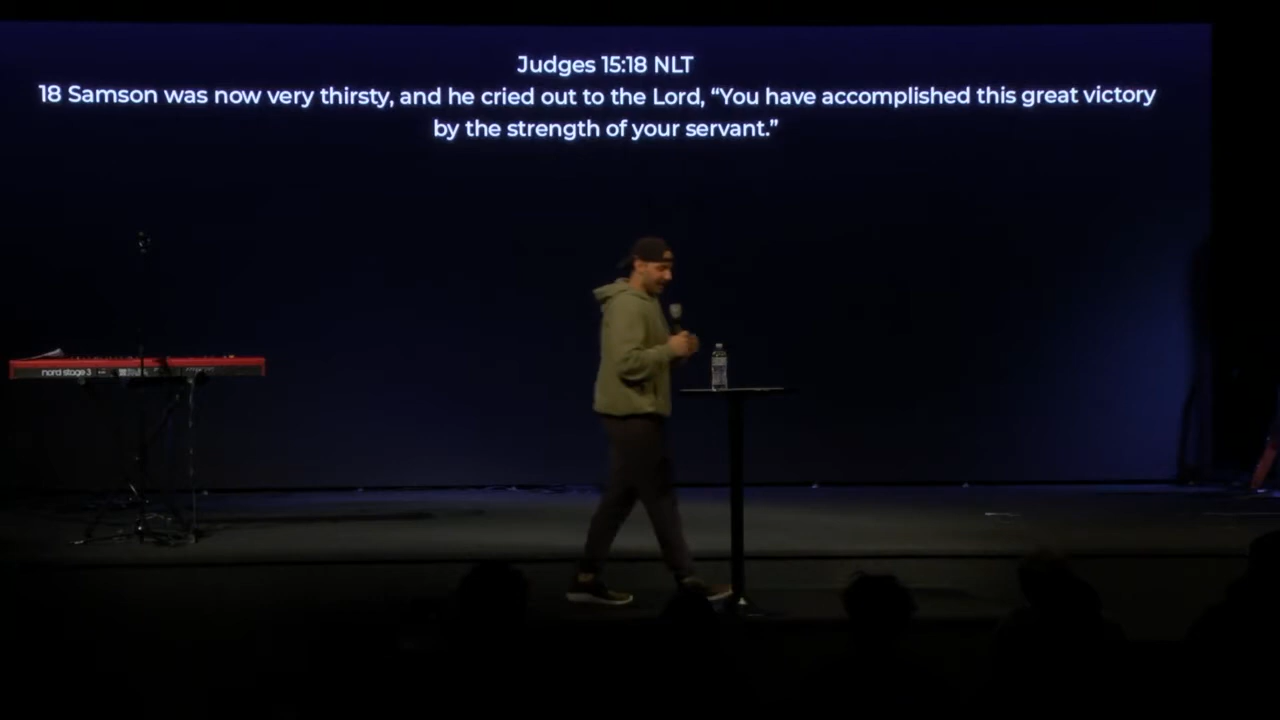 Judges 15:18 NLT
18 Samson was now very thirsty, and he cried out to the Lord, “You have accomplished this great victory
by the strength of your servant.”
nord stage 3